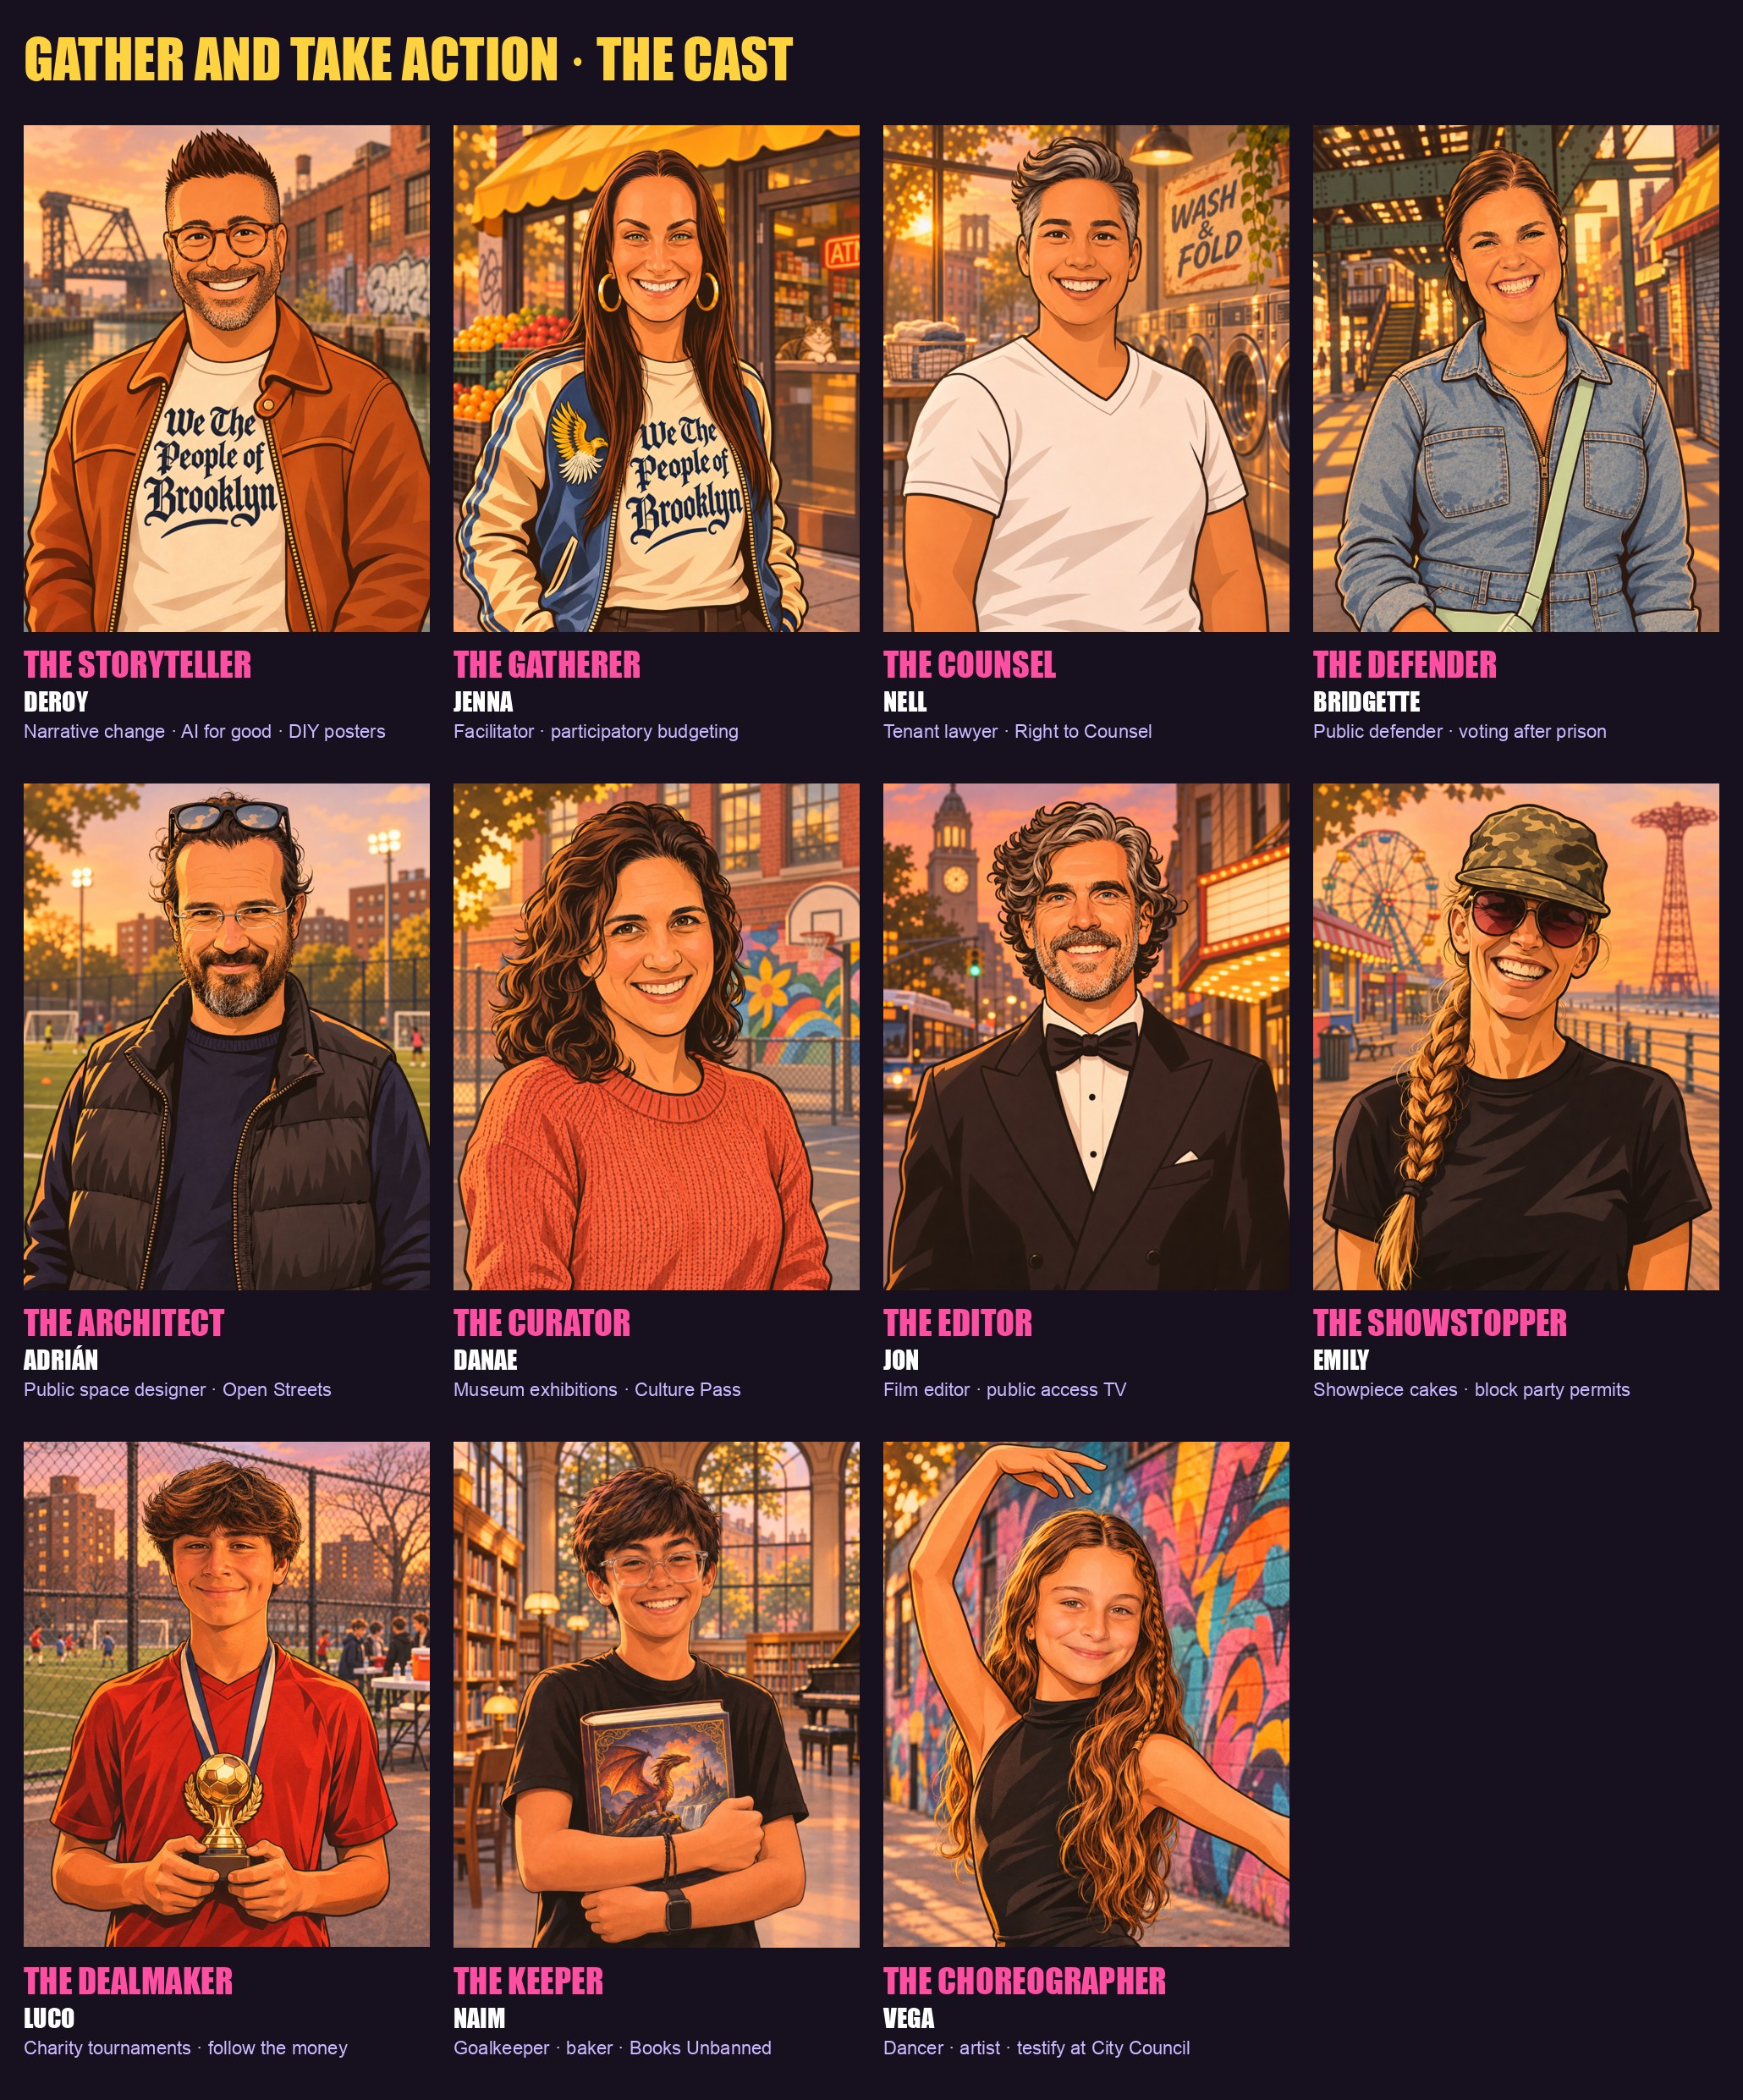 GATHER AND TAKE ACTION · THE CAST
WASH
&
FOLD
ATM
We The
People of
Brooklyn
We The
People of
Brooklyn
THE STORYTELLER
DEROY
Narrative change · AI for good · DIY posters
THE GATHERER
JENNA
Facilitator · participatory budgeting
THE COUNSEL
NELL
Tenant lawyer · Right to Counsel
THE DEFENDER
BRIDGETTE
Public defender · voting after prison
THE ARCHITECT
ADRIÁN
Public space designer · Open Streets
THE CURATOR
DANAE
Museum exhibitions · Culture Pass
THE EDITOR
JON
Film editor · public access TV
THE SHOWSTOPPER
EMILY
Showpiece cakes · block party permits
THE DEALMAKER
LUCO
Charity tournaments · follow the money
THE KEEPER
NAIM
Goalkeeper · baker · Books Unbanned
THE CHOREOGRAPHER
VEGA
Dancer · artist · testify at City Council